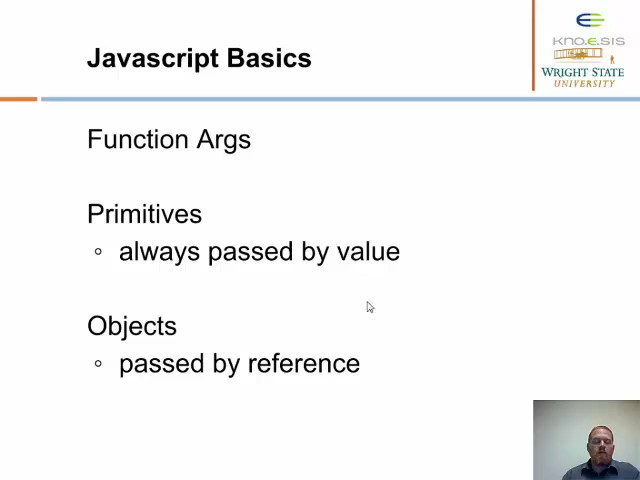 Javascript Basics
KNO.E.SIS
WRIGHT STATE
UNIVERSITY
Function Args
Primitives
◦ always passed by value
Objects
◦ passed by reference